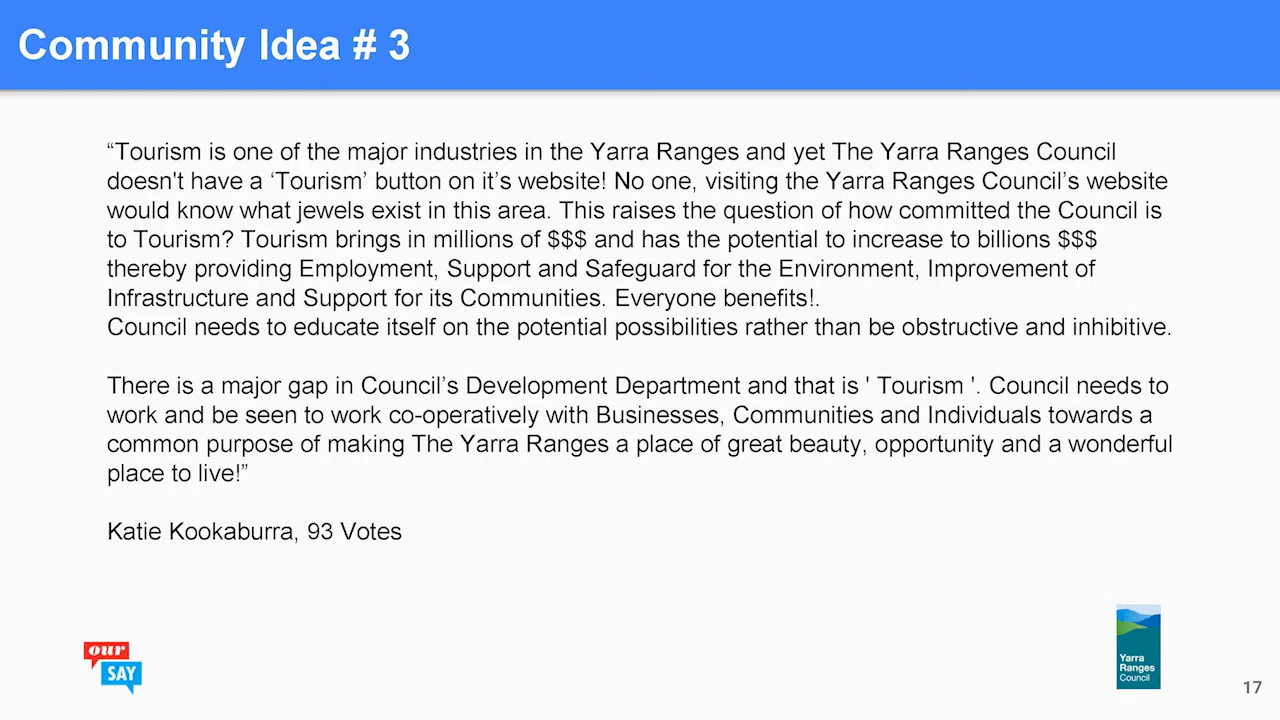 Community Idea # 3
“Tourism is one of the major industries in the Yarra Ranges and yet The Yarra Ranges Council
doesn't have a ‘Tourism’ button on it’s website! No one, visiting the Yarra Ranges Council’s website
would know what jewels exist in this area. This raises the question of how committed the Council is
to Tourism? Tourism brings in millions of $$$ and has the potential to increase to billions $$$
thereby providing Employment, Support and Safeguard for the Environment, Improvement of
Infrastructure and Support for its Communities. Everyone benefits!.
Council needs to educate itself on the potential possibilities rather than be obstructive and inhibitive.
There is a major gap in Council’s Development Department and that is ' Tourism '. Council needs to
work and be seen to work co-operatively with Businesses, Communities and Individuals towards a
common purpose of making The Yarra Ranges a place of great beauty, opportunity and a wonderful
place to live!”
Katie Kookaburra, 93 Votes
our
SAY
Yarra
Ranges
Council
17